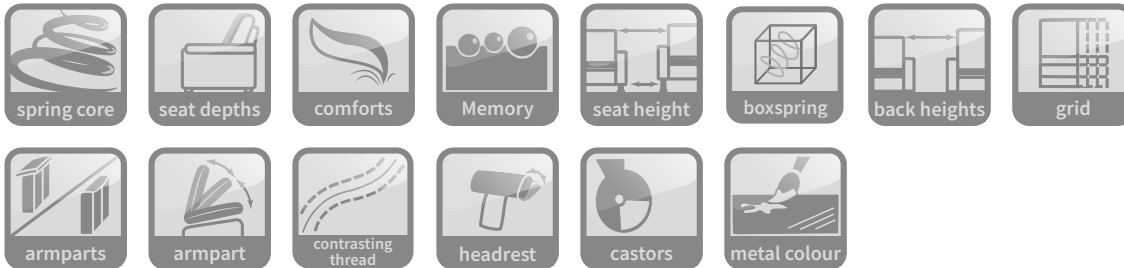 spring core
seat depths
comforts
Memory
seat height
boxspring
back heights
grid
armparts
armpart
contrasting
thread
headrest
castors
metal colour